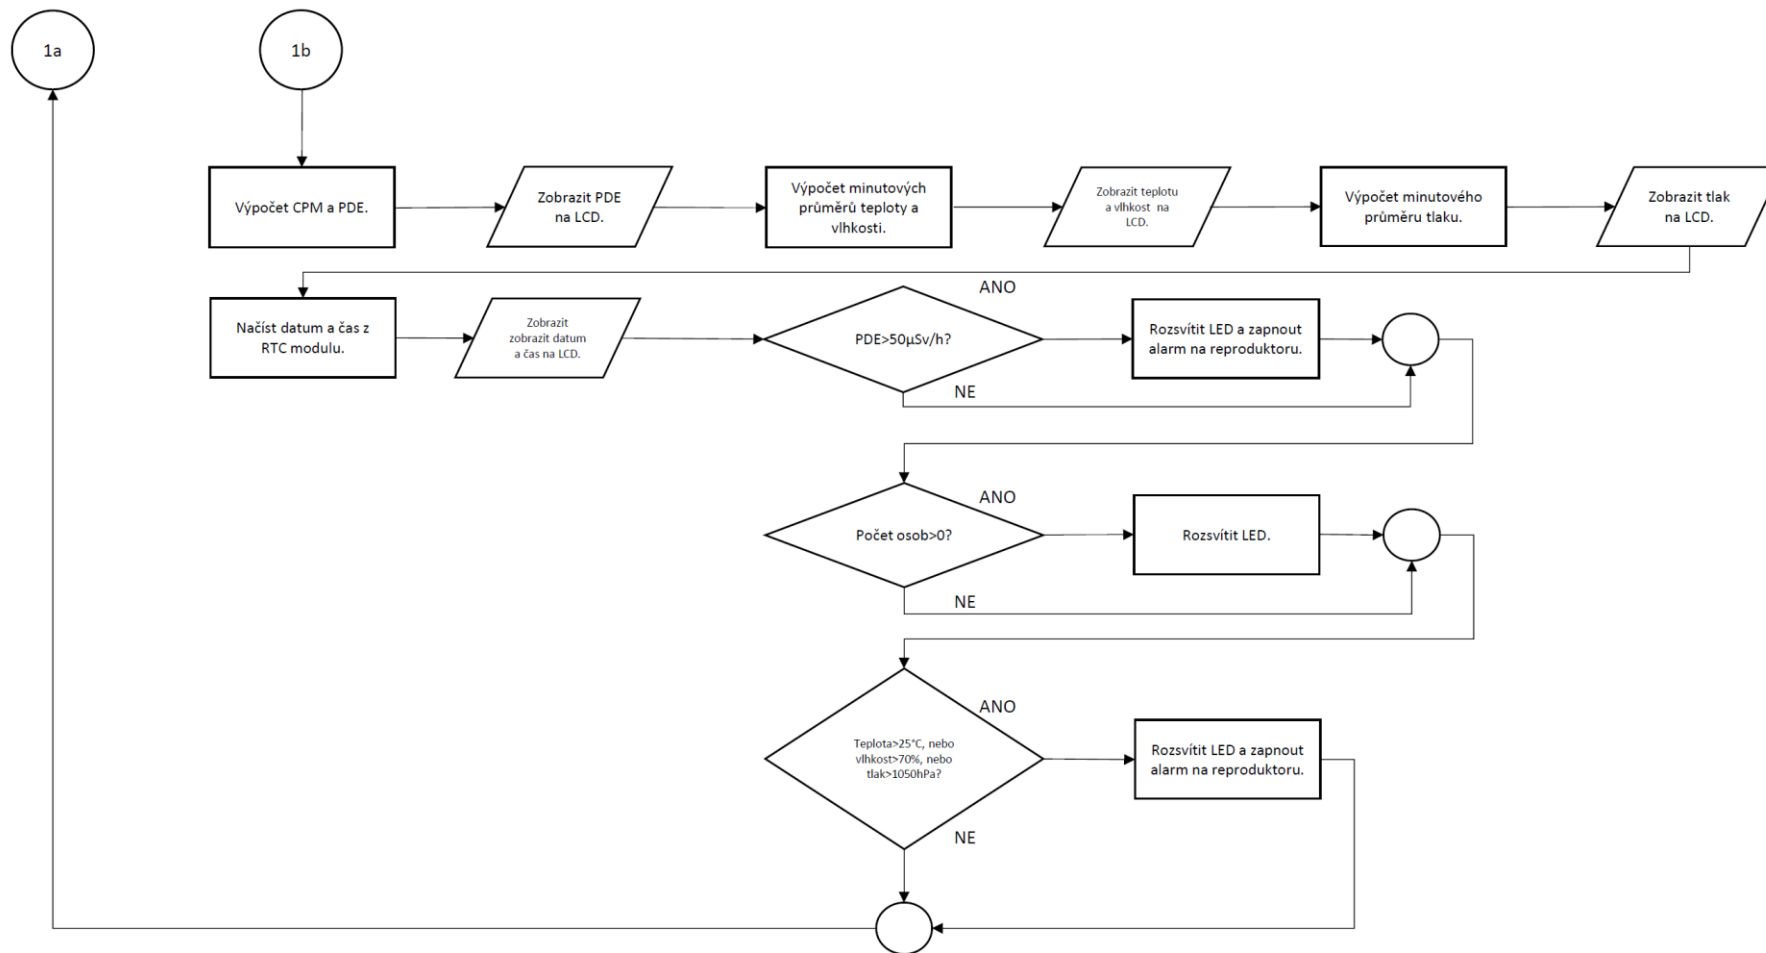 1a
1b
Výpočet CPM a PDE.
Zobrazit PDE
na LCD.
Výpočet minutových
průměrů teploty a
vlhkosti.
Zobrazit teplotu
a vlhkost na
LCD.
Výpočet minutového
průměru tlaku.
Zobrazit tlak
na LCD.
Načíst datum a čas z
RTC modulu.
Zobrazit
zobrazit datum
a čas na LCD.
PDE>50µSv/h?
ANO
NE
Rozsvítit LED a zapnout
alarm na reproduktoru.
Počet osob>0?
ANO
NE
Rozsvítit LED.
Teplota>25°C, nebo
vlhkost>70%, nebo
tlak>1050hPa?
ANO
NE
Rozsvítit LED a zapnout
alarm na reproduktoru.